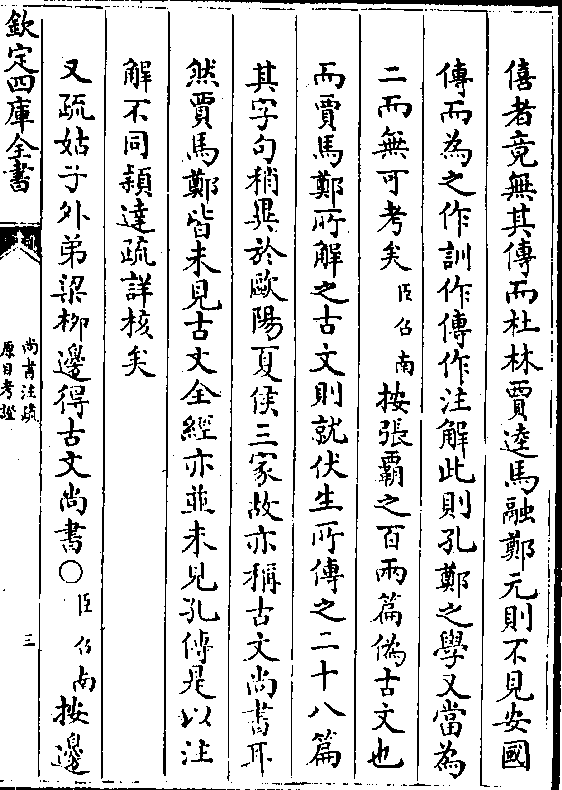 僖者竟無其傳而杜林賈逵馬融鄭元則不見安國
傳而為之作訓作傳作注解此則孔鄭之學又當為
二而無可考矣臣召南按張霸之百兩篇偽古文也
而賈馬鄭所解之古文則就伏生所傳之二十八篇
其字句稍異於歐陽夏侯三家故亦稱古文尚書耳
然賈馬鄭皆未見古文全經亦並未見孔傳是以注
解不同頴達疏詳核矣
又疏姑子外弟梁柳邊得古文尚書○臣召南按邊
欽定四庫全書
尚書注疏
原目考證
三